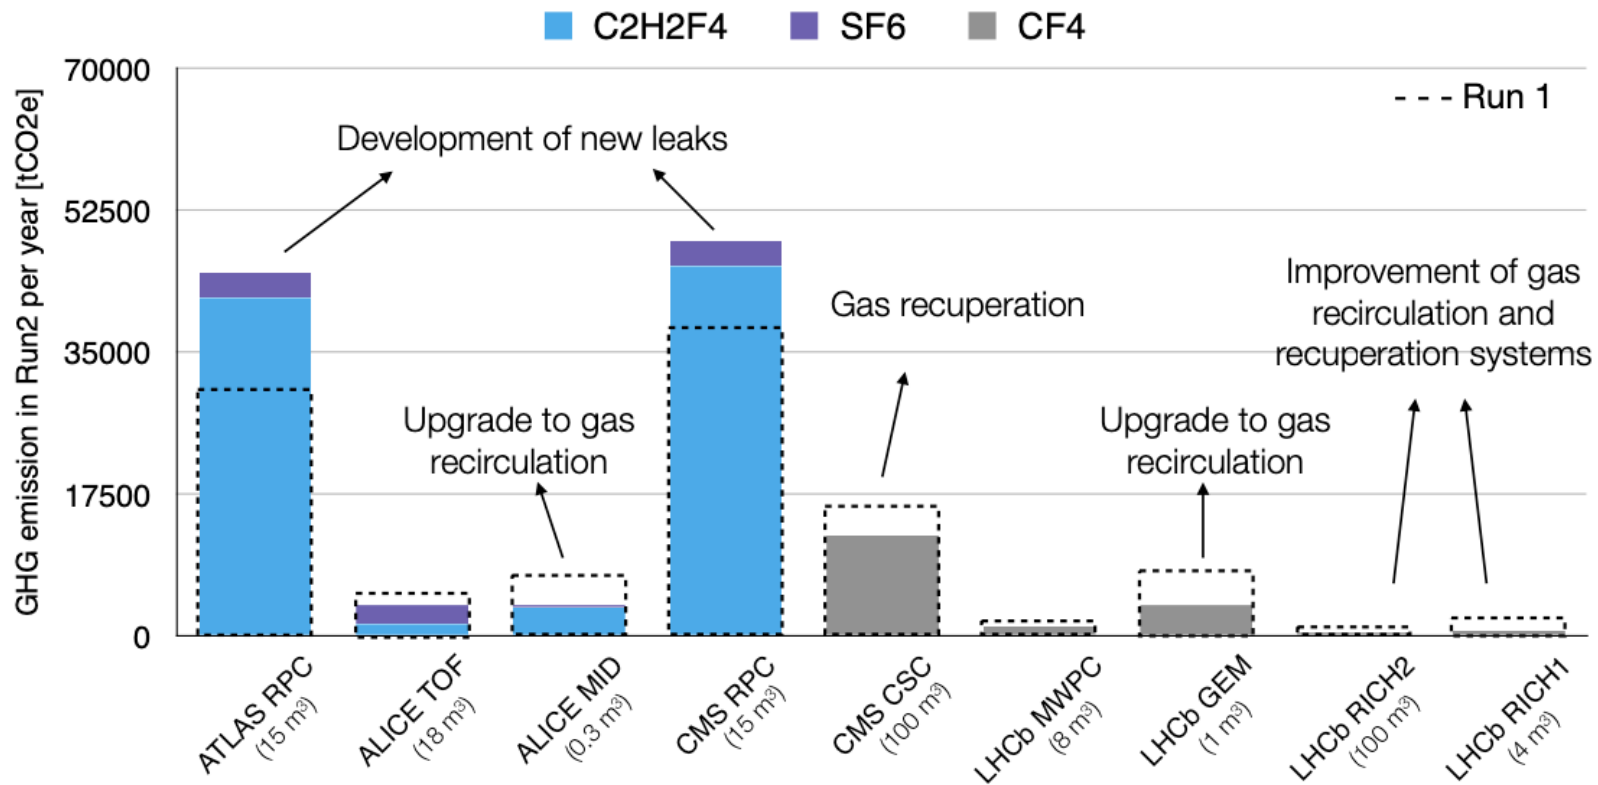 C2H2F4 SF6 CF4
GHG emission in Run2 per year [tCO2e]
70000
52500
35000
17500
0
Run 1
Development of new leaks
Upgrade to gas
recirculation
Gas recuperation
Upgrade to gas
recirculation
Improvement of gas
recirculation and
recuperation systems
ATLAS RPC
(15 m³)
ALICE TOF
(18 m³)
ALICE MID
(0.3 m³)
CMS RPC
(15 m³)
CMS CSC
(100 m³)
LHCb MWPC
(8 m³)
LHCb GEM
(1 m³)
LHCb RICH2
(100 m³)
LHCb RICH1
(4 m³)